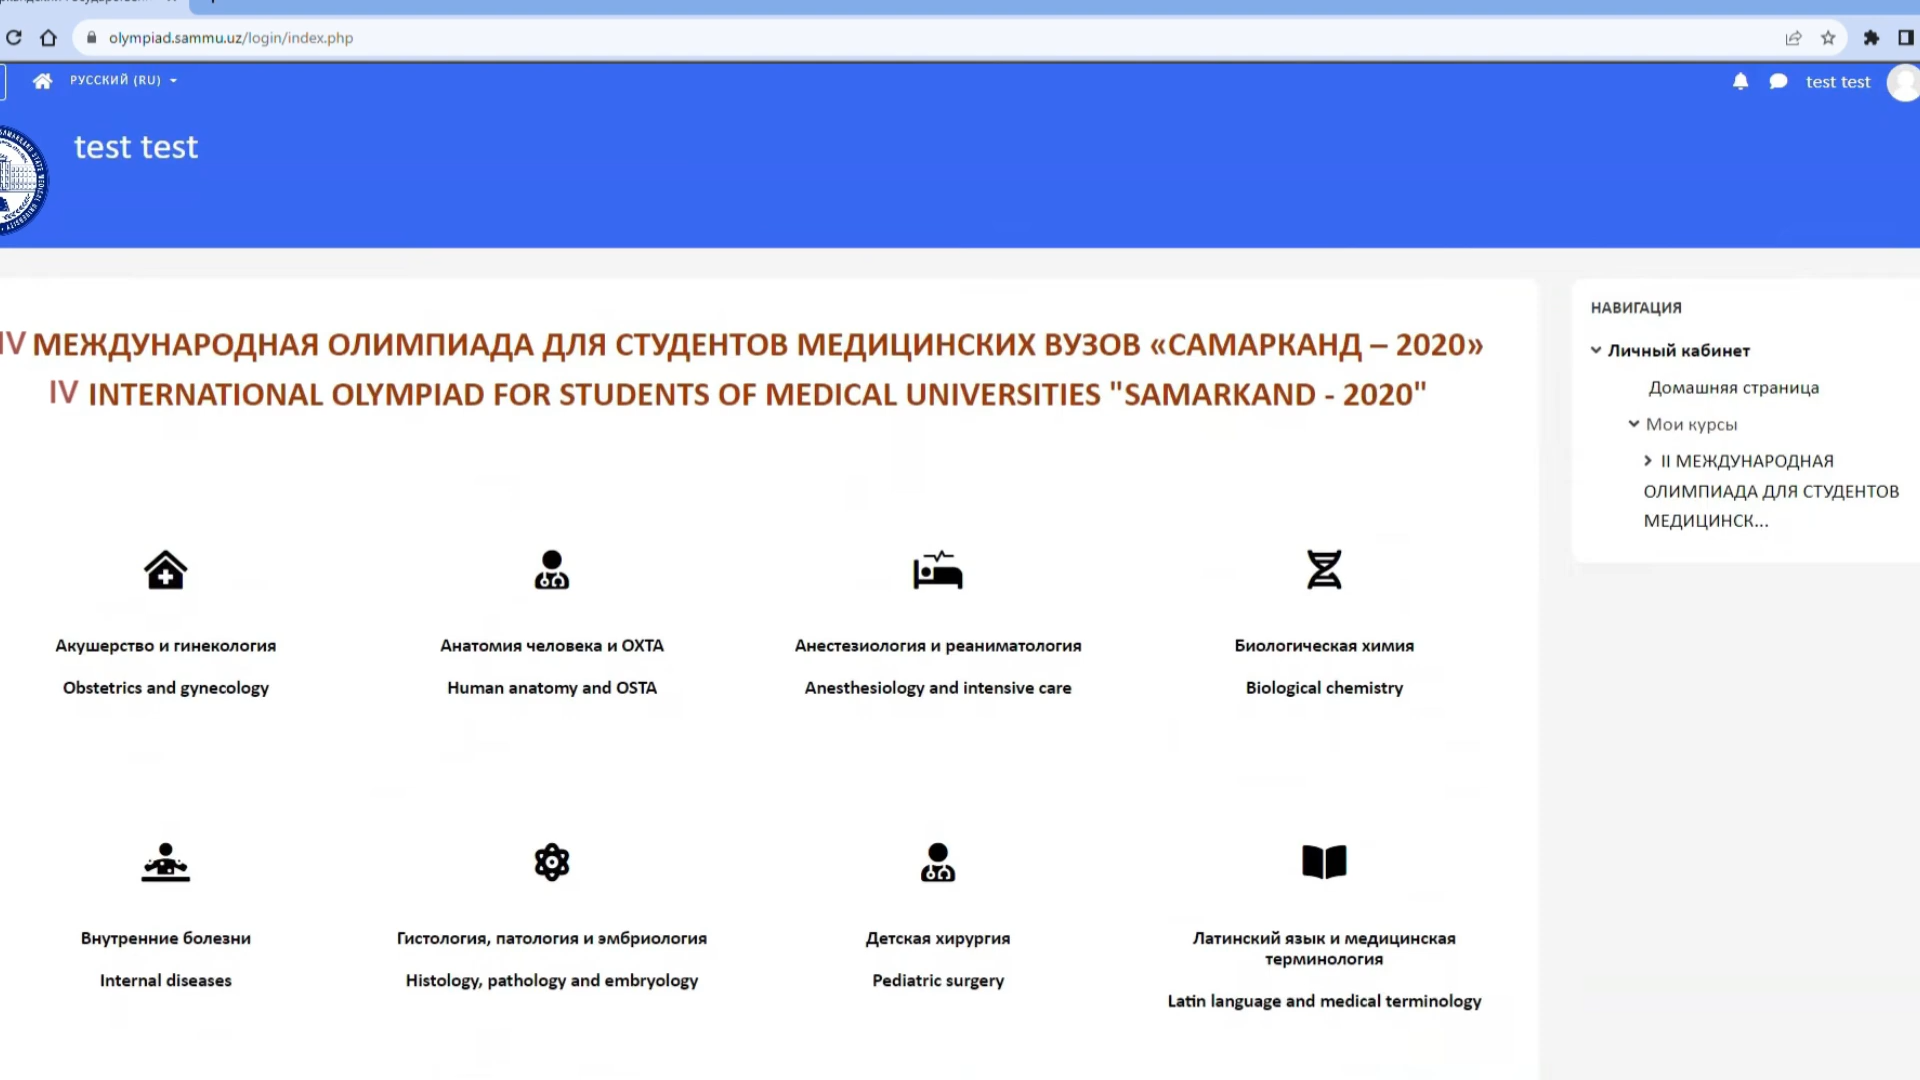 olympiad.sammu.uz/login/index.php
РУССКИЙ (RU)
test test
test test
IV МЕЖДУНАРОДНАЯ ОЛИМПИАДА ДЛЯ СТУДЕНТОВ МЕДИЦИНСКИХ ВУЗОВ «САМАРКАНД – 2020»
IV INTERNATIONAL OLYMPIAD FOR STUDENTS OF MEDICAL UNIVERSITIES "SAMARKAND - 2020"
Акушерство и гинекология
Obstetrics and gynecology
Анатомия человека и ОХТА
Human anatomy and OSTA
Анестезиология и реаниматология
Anesthesiology and intensive care
Биологическая химия
Biological chemistry
Внутренние болезни
Internal diseases
Гистология, патология и эмбриология
Histology, pathology and embryology
Детская хирургия
Pediatric surgery
Латинский язык и медицинская
терминология
Latin language and medical terminology
НАВИГАЦИЯ
Личный кабинет
Домашняя страница
Мои курсы
II МЕЖДУНАРОДНАЯ
ОЛИМПИАДА ДЛЯ СТУДЕНТОВ
МЕДИЦИНСК...